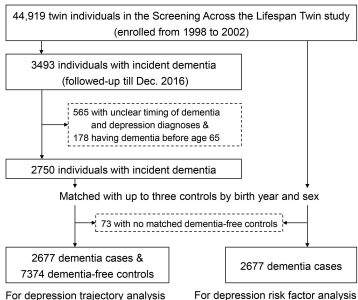 44,919 twin individuals in the Screening Across the Lifespan Twin study
(enrolled from 1998 to 2002)
3493 individuals with incident dementia
(followed-up till Dec. 2016)
565 with unclear timing of dementia
and depression diagnoses &
178 having dementia before age 65
2750 individuals with incident dementia
Matched with up to three controls by birth year and sex
73 with no matched dementia-free controls
2677 dementia cases &
7374 dementia-free controls
2677 dementia cases
For depression trajectory analysis
For depression risk factor analysis